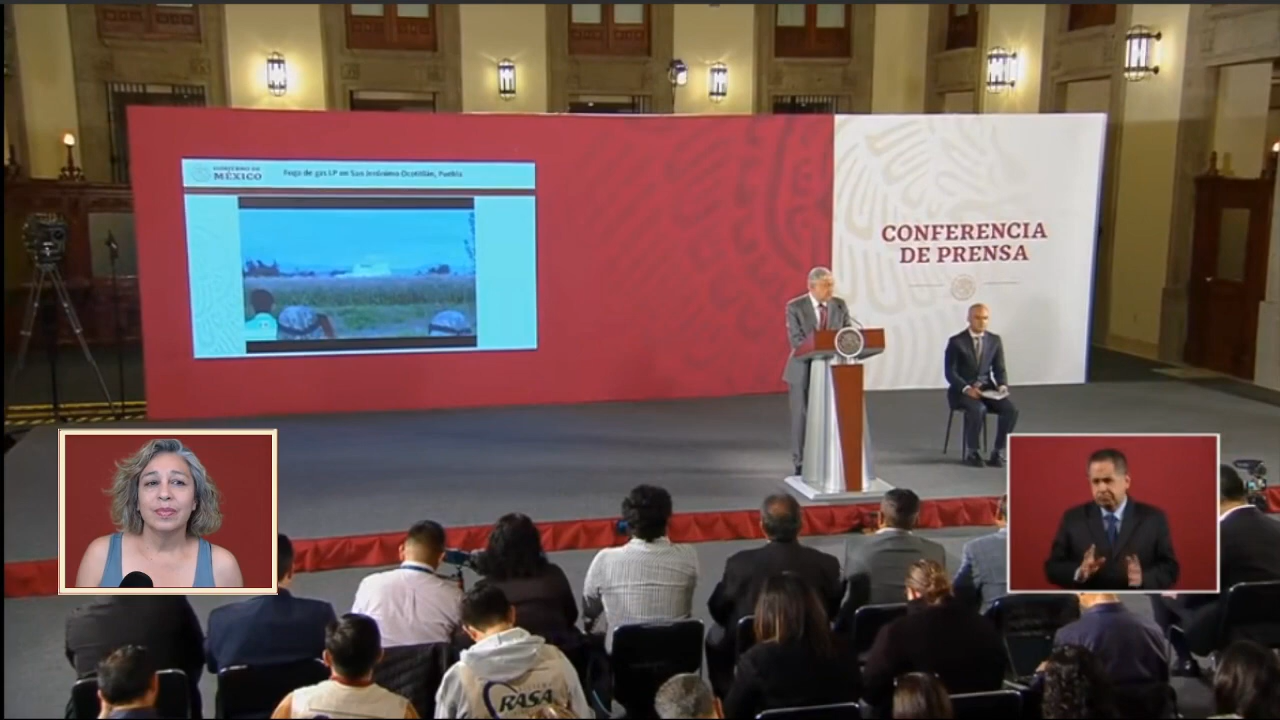 GOBIERNO DE
MÉXICO
Fuga de gas LP en San Jerónimo Ocotitlán, Puebla
CONFERENCIA
DE PRENSA
RASA